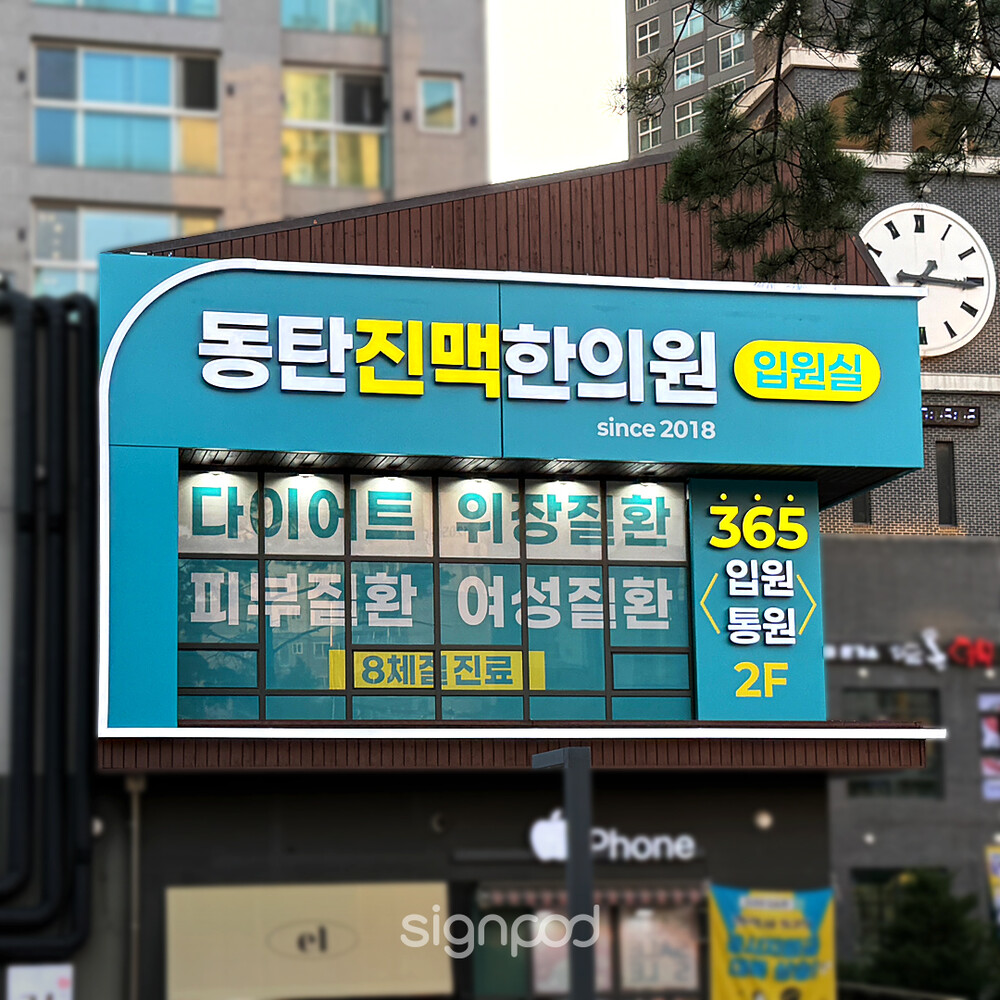 동탄진맥한의원 입원실
since 2018
다이어트 위장질환
피부질환 여성질환
8체질 진료
365
입원
통원
2F
Phone
el
signpod